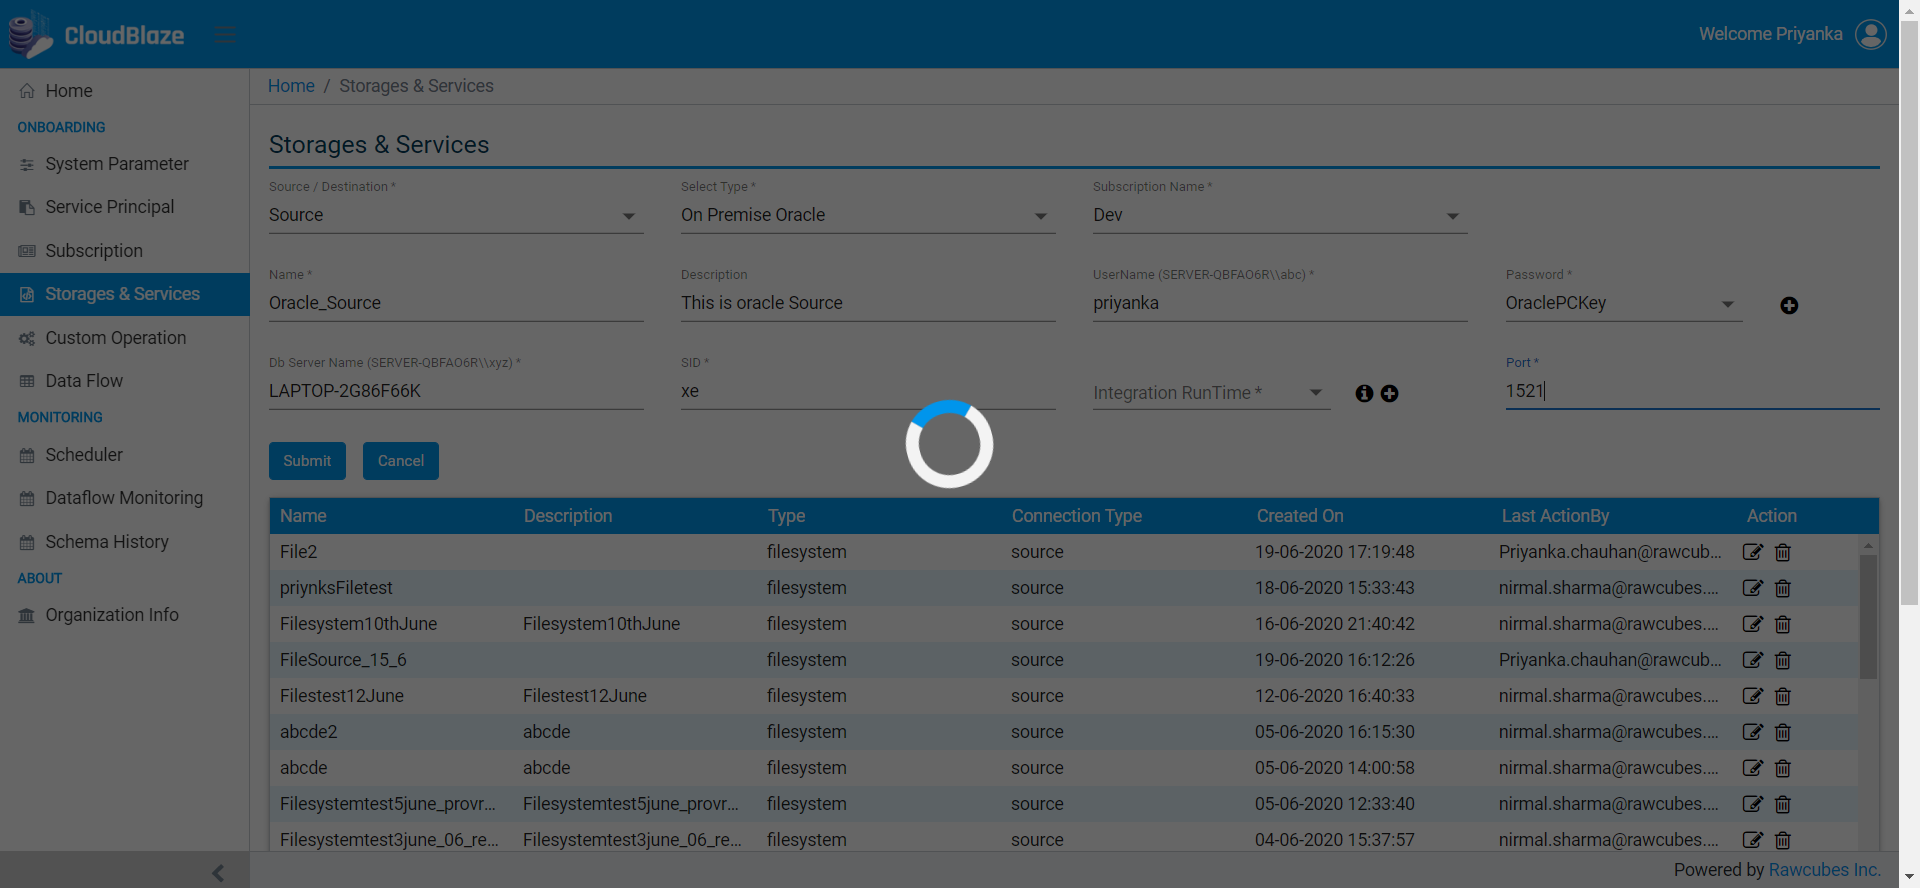 CloudBlaze
Welcome Priyanka
Home
ONBOARDING
System Parameter
Service Principal
Subscription
Storages & Services
Custom Operation
Data Flow
MONITORING
Scheduler
Dataflow Monitoring
Schema History
ABOUT
Organization Info
Home / Storages & Services
Storages & Services
Source / Destination * Select Type * Subscription Name *
Source On Premise Oracle Dev
Name * Description UserName (SERVER-QBFAO6R\\abc) * Password *
Oracle_Source This is oracle Source priyanka OraclePCKey
Db Server Name (SERVER-QBFAO6R\\xyz) * SID * Port *
LAPTOP-2G86F66K xe Integration RunTime * 1521
Submit Cancel
Name Description Type Connection Type Created On Last ActionBy Action
File2 filesystem source 19-06-2020 17:19:48 Priyanka.chauhan@rawcub...
priynksFiletest filesystem source 18-06-2020 15:33:43 nirmal.sharma@rawcubes....
Filesystem10thJune Filesystem10thJune filesystem source 16-06-2020 21:40:42 nirmal.sharma@rawcubes....
FileSource_15_6 filesystem source 19-06-2020 16:12:26 Priyanka.chauhan@rawcub...
Filestest12June Filestest12June filesystem source 12-06-2020 16:40:33 nirmal.sharma@rawcubes....
abcde2 abcde filesystem source 05-06-2020 16:15:30 nirmal.sharma@rawcubes....
abcde abcde filesystem source 05-06-2020 14:00:58 nirmal.sharma@rawcubes....
Filesystemtest5june_provr... Filesystemtest5june_provr... filesystem source 05-06-2020 12:33:40 nirmal.sharma@rawcubes....
Filesystemtest3june_06_re... Filesystemtest3june_06_re... filesystem source 04-06-2020 15:37:57 nirmal.sharma@rawcubes....
Powered by Rawcubes Inc.